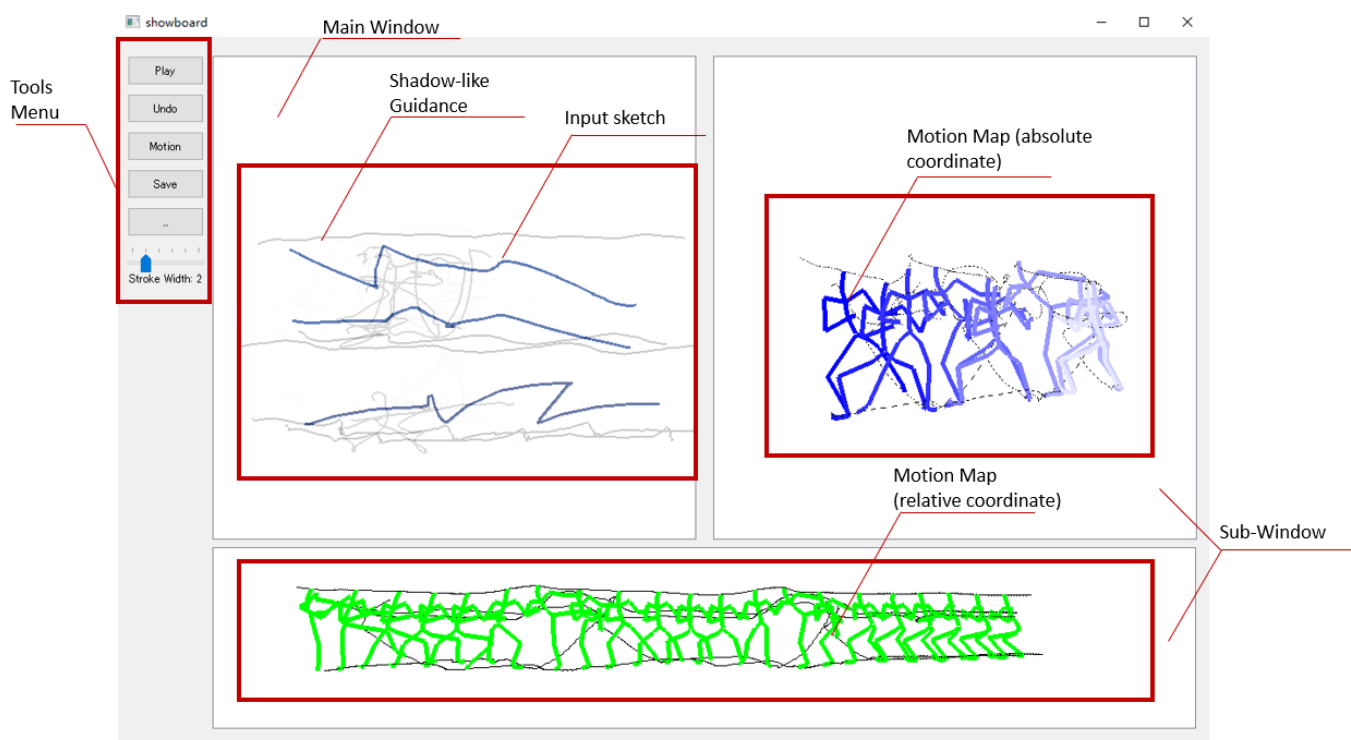 showboard
Main Window
Tools
Menu
Play
Undo
Motion
Save
...
Stroke Width: 2
Shadow-like
Guidance
Input sketch
Motion Map (absolute
coordinate)
Motion Map
(relative coordinate)
Sub-Window